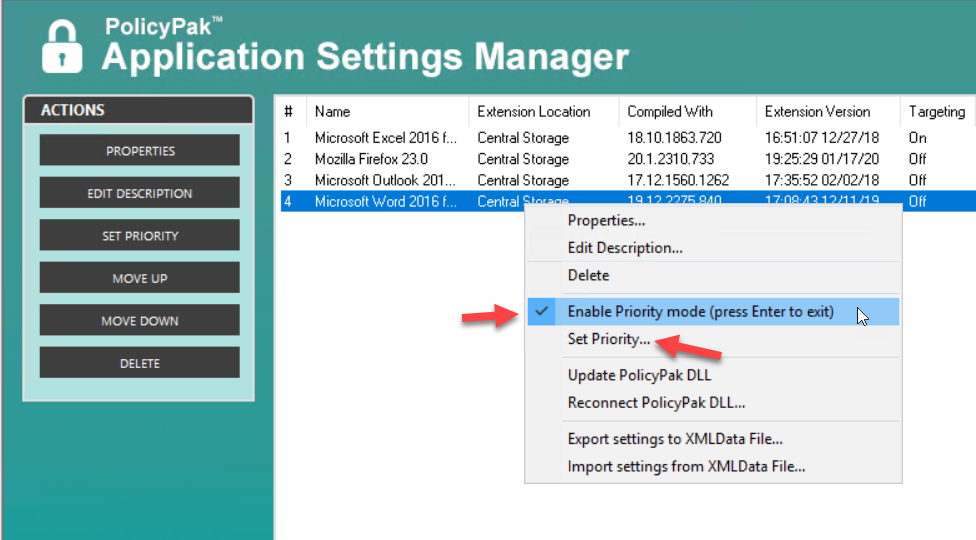 PolicyPak™
Application Settings Manager
ACTIONS
PROPERTIES
EDIT DESCRIPTION
SET PRIORITY
MOVE UP
MOVE DOWN
DELETE
# Name Extension Location Compiled With Extension Version Targeting
1 Microsoft Excel 2016 f... Central Storage 18.10.1863.720 16:51:07 12/27/18 On
2 Mozilla Firefox 23.0 Central Storage 20.1.2310.733 19:25:29 01/17/20 Off
3 Microsoft Outlook 201... Central Storage 17.12.1560.1262 17:35:52 02/02/18 Off
4 Microsoft Word 2016 f... Central Storage 19.12.2275.840 17:08:43 12/11/19 Off
Properties...
Edit Description...
Delete
Enable Priority mode (press Enter to exit)
Set Priority...
Update PolicyPak DLL
Reconnect PolicyPak DLL...
Export settings to XMLData File...
Import settings from XMLData File...